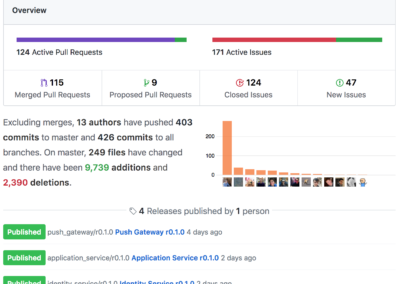 Overview
124 Active Pull Requests
171 Active Issues
115
Merged Pull Requests
9
Proposed Pull Requests
124
Closed Issues
47
New Issues
Excluding merges, 13 authors have pushed 403
commits to master and 426 commits to all
branches. On master, 249 files have changed
and there have been 9,739 additions and
2,390 deletions.
200
100
0
4 Releases published by 1 person
Published push_gateway/r0.1.0 Push Gateway r0.1.0 4 days ago
Published application_service/r0.1.0 Application Service r0.1.0 2 days ago
Published identity_service/r0.1.0 Identity Service r0.1.0 2 days ago